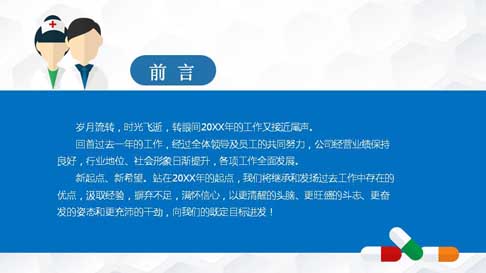 前 言
岁月流转，时光飞逝，转眼间20XX年的工作又接近尾声。
回首过去一年的工作，经过全体领导及员工的共同努力，公司经营业绩保持
良好，行业地位、社会形象日渐提升，各项工作全面发展。
新起点、新希望。站在20XX年的起点，我们将继承和发扬过去工作中存在的
优点，汲取经验，摒弃不足，满怀信心，以更清醒的头脑、更旺盛的斗志、更奋
发的姿态和更充沛的干劲，向我们的既定目标进发！